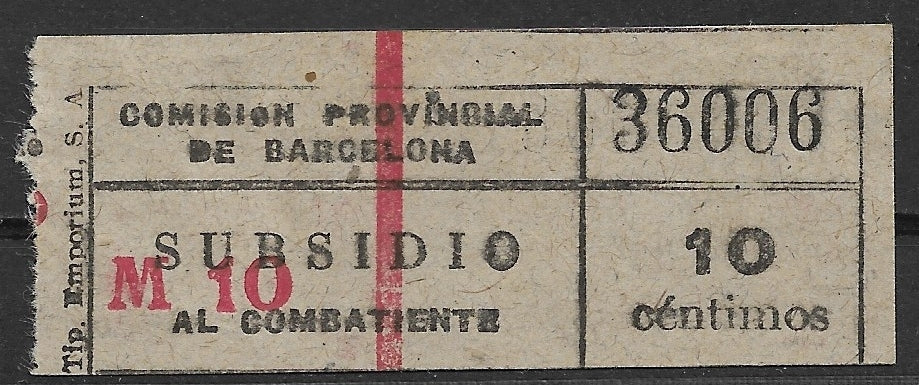 COMISION PROVINCIAL
DE BARCELONA
36006
SUBSIDIO
M 10
AL COMBATIENTE
10
céntimos
Tip. Emporium, S. A